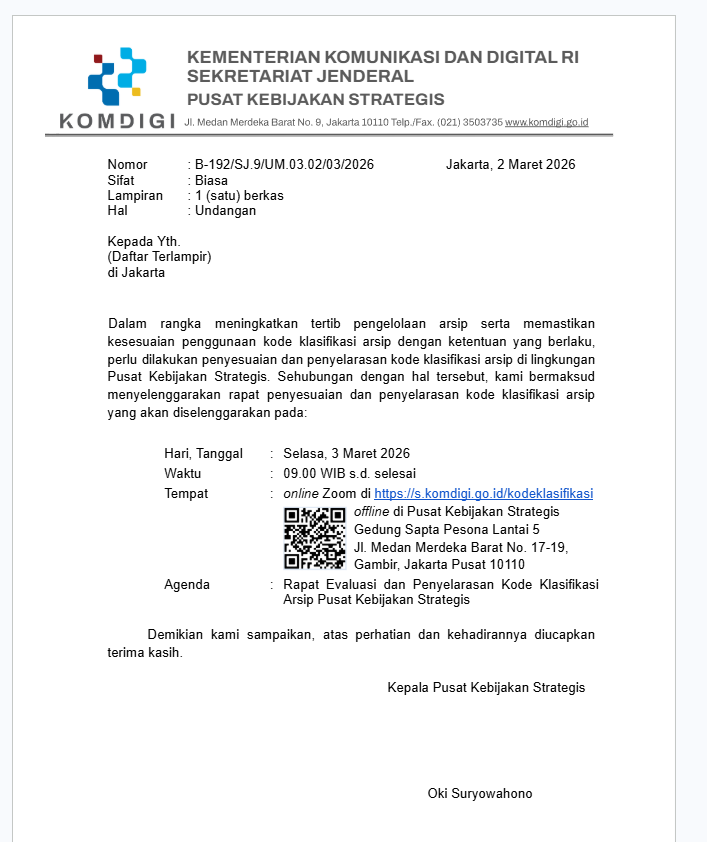 KEMENTERIAN KOMUNIKASI DAN DIGITAL RI
SEKRETARIAT JENDERAL
PUSAT KEBIJAKAN STRATEGIS
KOMDIGI Jl. Medan Merdeka Barat No. 9, Jakarta 10110 Telp./Fax. (021) 3503735 www.komdigi.go.id
Nomor : B-192/SJ.9/UM.03.02/03/2026 Jakarta, 2 Maret 2026
Sifat : Biasa
Lampiran : 1 (satu) berkas
Hal : Undangan
Kepada Yth.
(Daftar Terlampir)
di Jakarta
Dalam rangka meningkatkan tertib pengelolaan arsip serta memastikan
kesesuaian penggunaan kode klasifikasi arsip dengan ketentuan yang berlaku,
perlu dilakukan penyesuaian dan penyelarasan kode klasifikasi arsip di lingkungan
Pusat Kebijakan Strategis. Sehubungan dengan hal tersebut, kami bermaksud
menyelenggarakan rapat penyesuaian dan penyelarasan kode klasifikasi arsip
yang akan diselenggarakan pada:
Hari, Tanggal : Selasa, 3 Maret 2026
Waktu : 09.00 WIB s.d. selesai
Tempat : online Zoom di https://s.komdigi.go.id/kodeklasifikasi
offline di Pusat Kebijakan Strategis
Gedung Sapta Pesona Lantai 5
Jl. Medan Merdeka Barat No. 17-19,
Gambir, Jakarta Pusat 10110
Agenda : Rapat Evaluasi dan Penyelarasan Kode Klasifikasi
Arsip Pusat Kebijakan Strategis
Demikian kami sampaikan, atas perhatian dan kehadirannya diucapkan
terima kasih.
Kepala Pusat Kebijakan Strategis
Oki Suryowahono